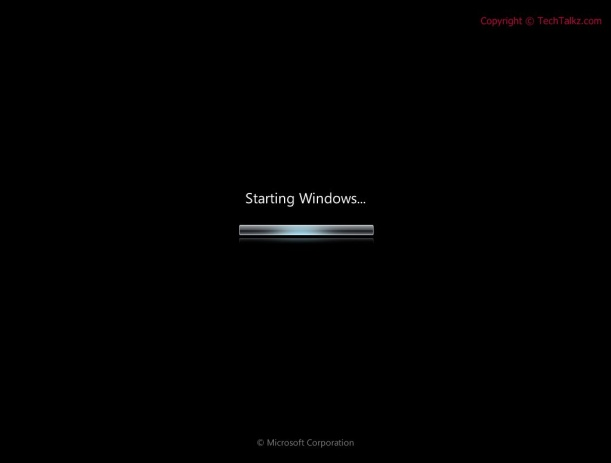 Copyright © TechTalkz.com
Starting Windows...
© Microsoft Corporation